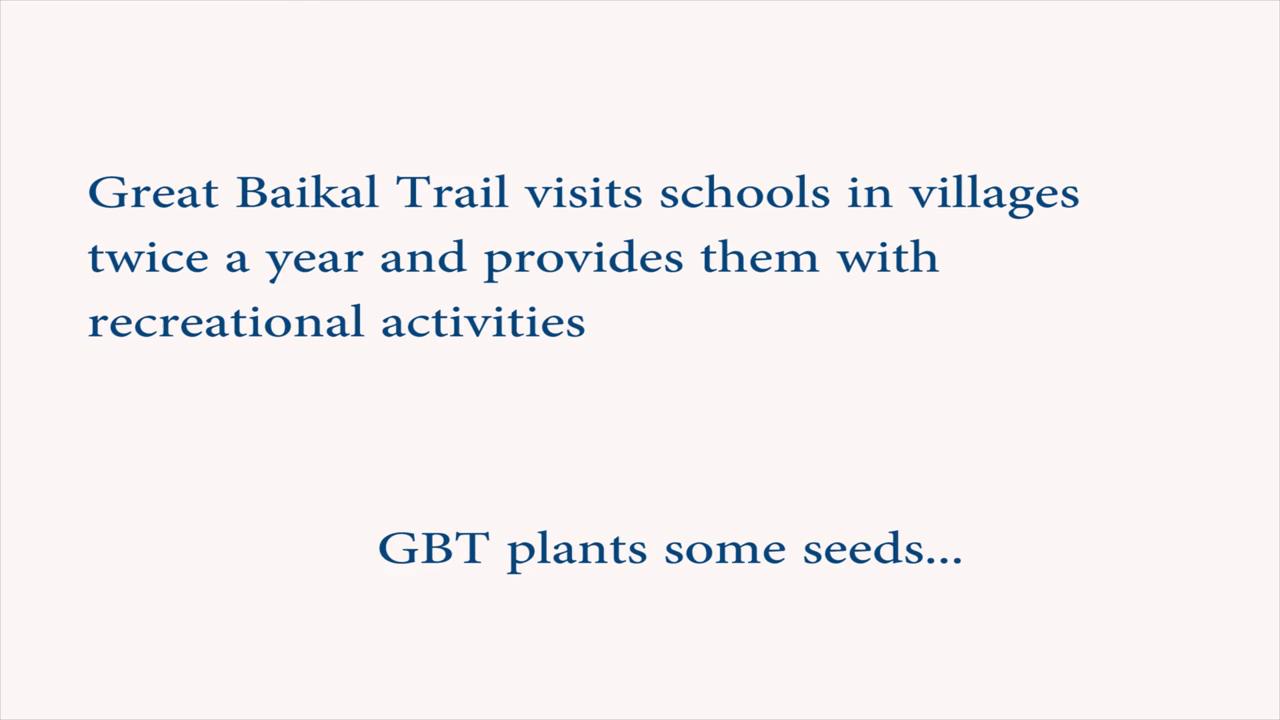 Great Baikal Trail visits schools in villages
twice a year and provides them with
recreational activities
GBT plants some seeds...